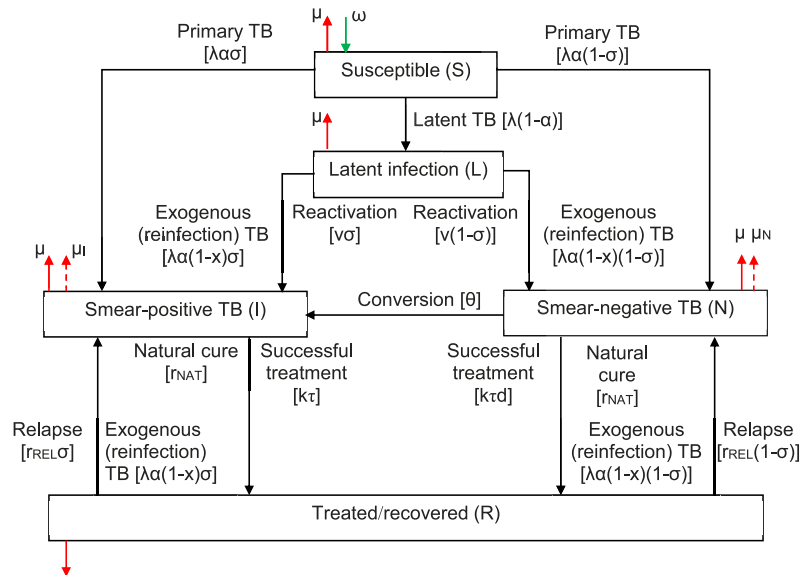 μ ω
Primary TB
[λασ]
Susceptible (S)
Primary TB
[λα(1-σ)]
μ
Latent TB [λ(1-α)]
Latent infection (L)
Exogenous
(reinfection) TB
[λα(1-x)σ]
Reactivation
[vσ]
Reactivation
[v(1-σ)]
Exogenous
(reinfection) TB
[λα(1-x)(1-σ)]
μ μI
μ μN
Smear-positive TB (I)
Conversion [θ]
Smear-negative TB (N)
Natural cure
[rNAT]
Successful
treatment
[kτ]
Successful
treatment
[kτd]
Natural
cure
[rNAT]
Relapse
[rRELσ]
Exogenous
(reinfection)
TB [λα(1-x)σ]
Exogenous
(reinfection) TB
[λα(1-x)(1-σ)]
Relapse
[rREL(1-σ)]
Treated/recovered (R)